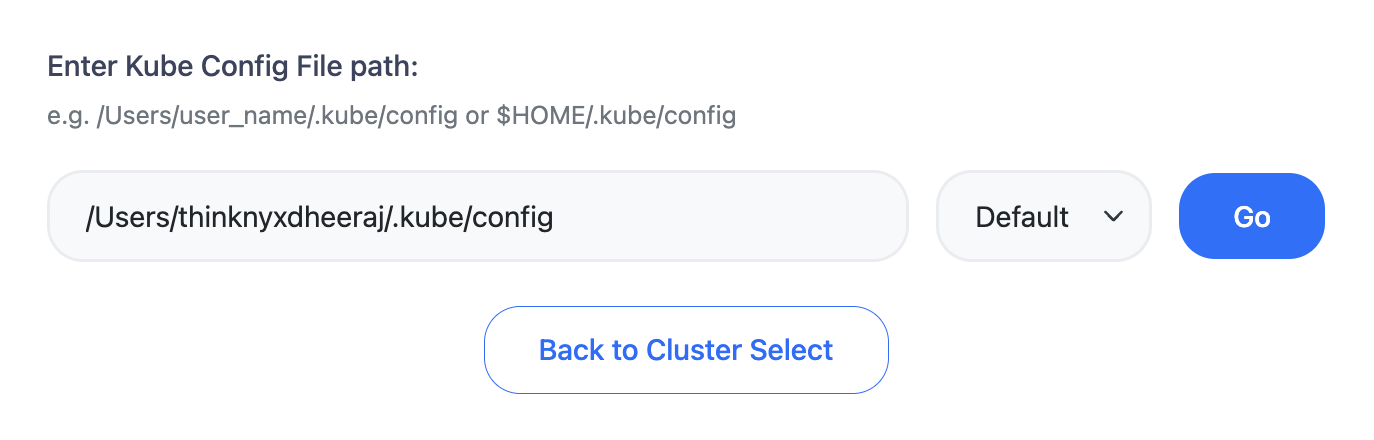 Enter Kube Config File path:
e.g. /Users/user_name/.kube/config or $HOME/.kube/config
/Users/thinknyxdheeraj/.kube/config
Default
Go
Back to Cluster Select